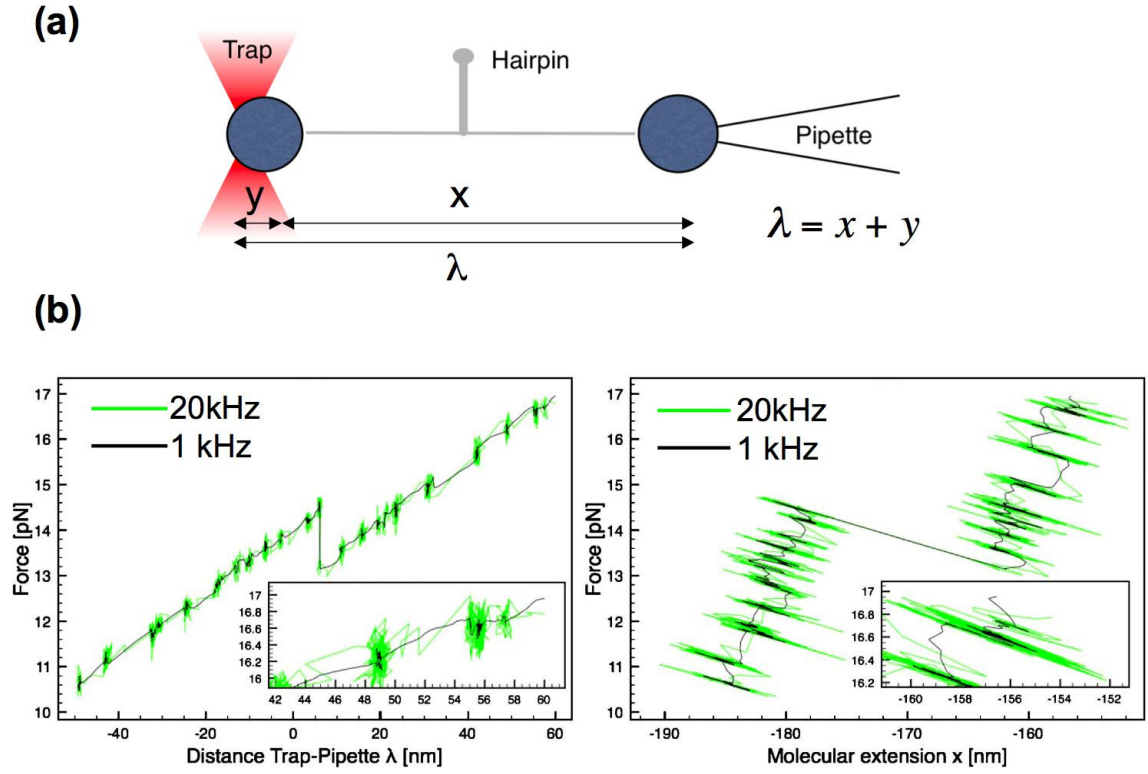 (a)
Trap
Hairpin
Pipette
y
x
λ = x + y
λ
(b)
17
16
15
14
13
12
11
10
Force [pN]
20kHz
1 kHz
17
16.8
16.6
16.4
16.2
16
42 44 46 48 50 52 54 56 58 60
-40 -20 0 20 40 60
Distance Trap-Pipette λ [nm]
17
16
15
14
13
12
11
10
Force [pN]
20kHz
1 kHz
17
16.8
16.6
16.4
16.2
-160 -158 -156 -154 -152
-190 -180 -170 -160
Molecular extension x [nm]